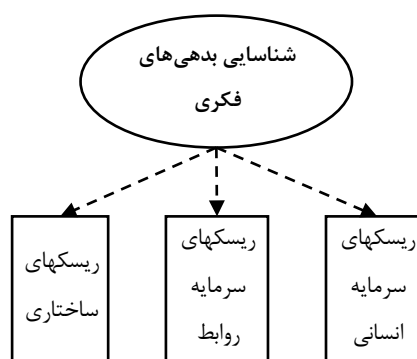 شناسایی بدهی‌های
فکری
ریسکهای
سرمایه
انسانی
ریسکهای
سرمایه
روابط
ریسکهای
ساختاری